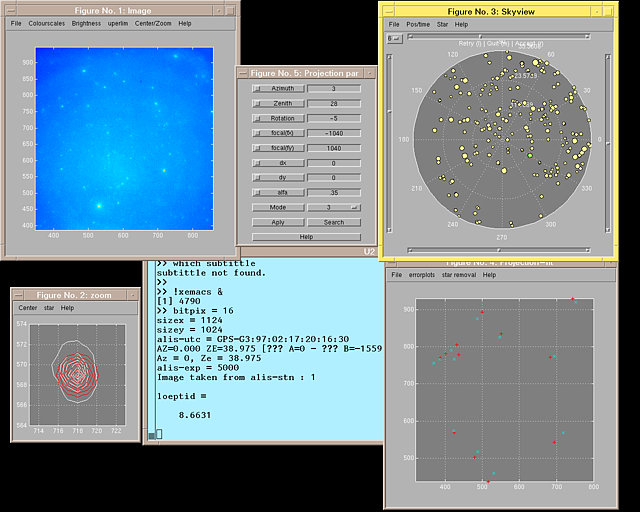 Figure No. 1: Image
File Colourscales Brightness uperlim Center/Zoom Help
900
850
800
750
700
650
600
550
500
450
400
400 500 600 700 800
Figure No. 5: Projection par
Azimuth 3
Zenith 28
Rotation -5
focal(fx) -1040
focal(fy) 1040
dx 0
dy 0
alfa 35
Mode 3
Aply Search
Help
Figure No. 3: Skyview
File Pos/time Star Help
6
120 60
150
180 0
210 330
240 300
270
U2
>> which subtittle
subtittle not found.
>>
>> !xemacs &
[1] 4790
>> bitpix = 16
sizex = 1124
sizey = 1024
alis-utc = GPS-G3;97:02:17:20:16:30
AZ=0.000 ZE=38.975 [??? A=0 - ??? B=-1559
Az = 0, Ze = 38.975
alis-exp = 5000
Image taken from alis-stn : 1
loeptid =
8.6631
Figure No. 2: zoom
Center star Help
574
572
570
568
566
564
714 716 718 720 722
Figure No. 4: Projection-fit
File errorplots star removal Help
900
800
700
600
500
400 500 600 700 800